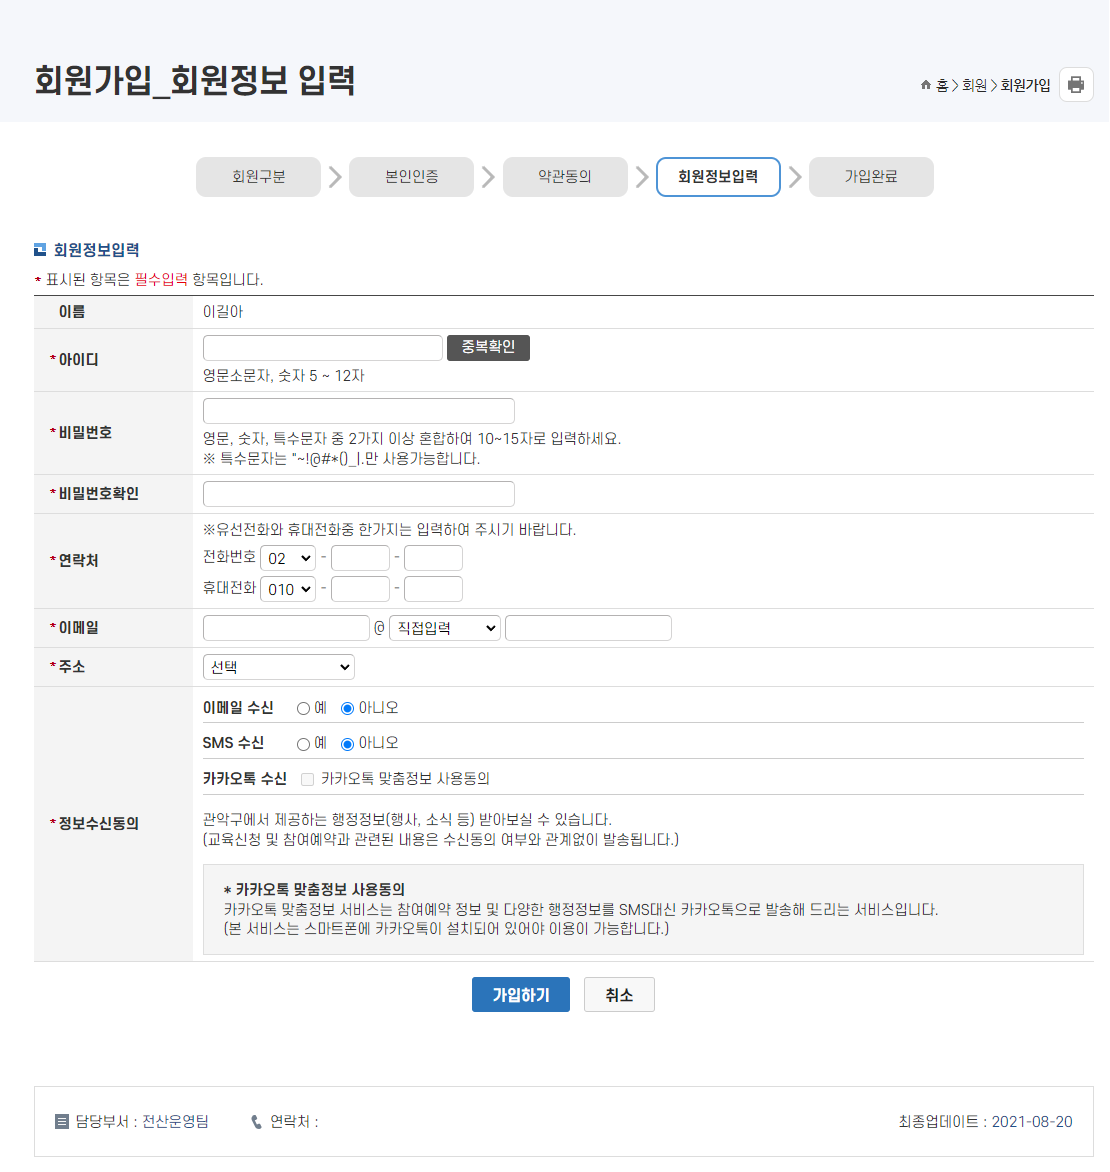 회원가입_회원정보 입력
홈 > 회원 > 회원가입
회원구분 본인인증 약관동의 회원정보입력 가입완료
회원정보입력
* 표시된 항목은 필수입력 항목입니다.
이름 이길아
* 아이디 중복확인
영문소문자, 숫자 5 ~ 12자
* 비밀번호
영문, 숫자, 특수문자 중 2가지 이상 혼합하여 10~15자로 입력하세요.
※ 특수문자는 "~!@#*()_|.만 사용가능합니다.
* 비밀번호확인
* 연락처
※유선전화와 휴대전화중 한가지는 입력하여 주시기 바랍니다.
전화번호 02 - -
휴대전화 010 - -
* 이메일 @ 직접입력
* 주소 선택
* 정보수신동의
이메일 수신 예 아니오
SMS 수신 예 아니오
카카오톡 수신 카카오톡 맞춤정보 사용동의
관악구에서 제공하는 행정정보(행사, 소식 등) 받아보실 수 있습니다.
(교육신청 및 참여예약과 관련된 내용은 수신동의 여부와 관계없이 발송됩니다.)
* 카카오톡 맞춤정보 사용동의
카카오톡 맞춤정보 서비스는 참여예약 정보 및 다양한 행정정보를 SMS대신 카카오톡으로 발송해 드리는 서비스입니다.
(본 서비스는 스마트폰에 카카오톡이 설치되어 있어야 이용이 가능합니다.)
가입하기 취소
담당부서 : 전산운영팀 연락처 : 최종업데이트 : 2021-08-20